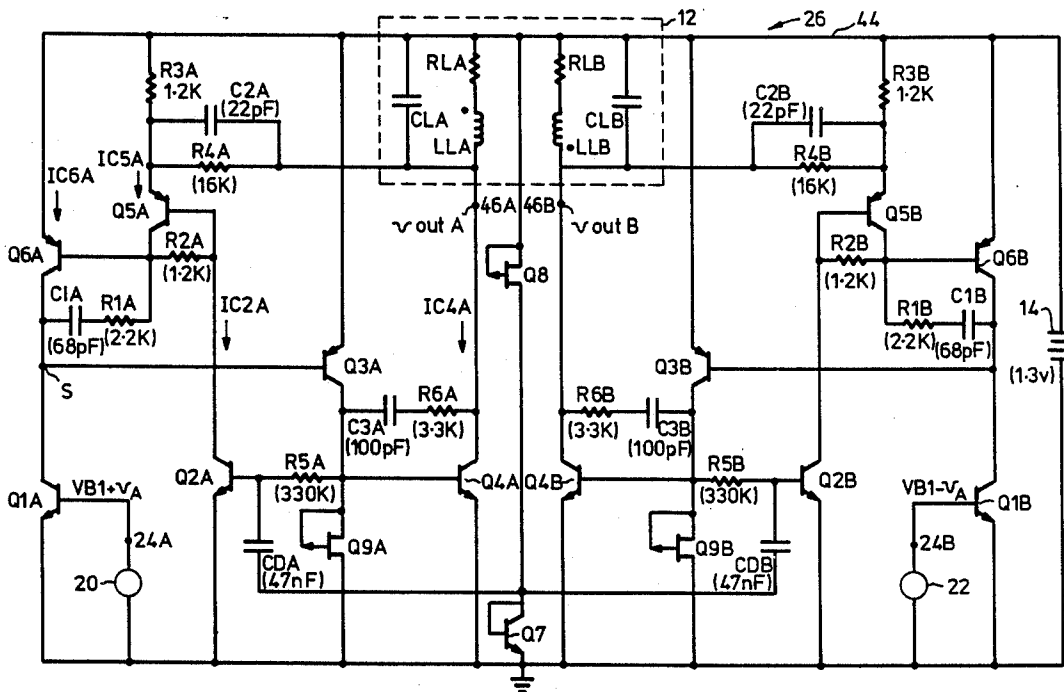 12
26
44
R3A
1.2K
C2A
(22pF)
RLA
RLB
CLA
CLB
LLA
LLB
C2B
(22pF)
R3B
1.2K
IC6A
IC5A
R4A
(16K)
R4B
(16K)
Q5A
46A
46B
v out A
v out B
Q5B
Q6A
R2A
(1.2K)
Q8
R2B
(1.2K)
Q6B
C1A
(68pF)
R1A
(2.2K)
IC2A
IC4A
R1B
(2.2K)
C1B
(68pF)
14
(1.3v)
S
Q3A
Q3B
C3A
(100pF)
R6A
(3.3K)
R6B
(3.3K)
C3B
(100pF)
Q1A
VB1+vA
Q2A
R5A
(330K)
Q4A
Q4B
R5B
(330K)
Q2B
VB1-vA
Q1B
24A
20
CDA
(47nF)
Q9A
Q9B
CDB
(47nF)
24B
22
Q7